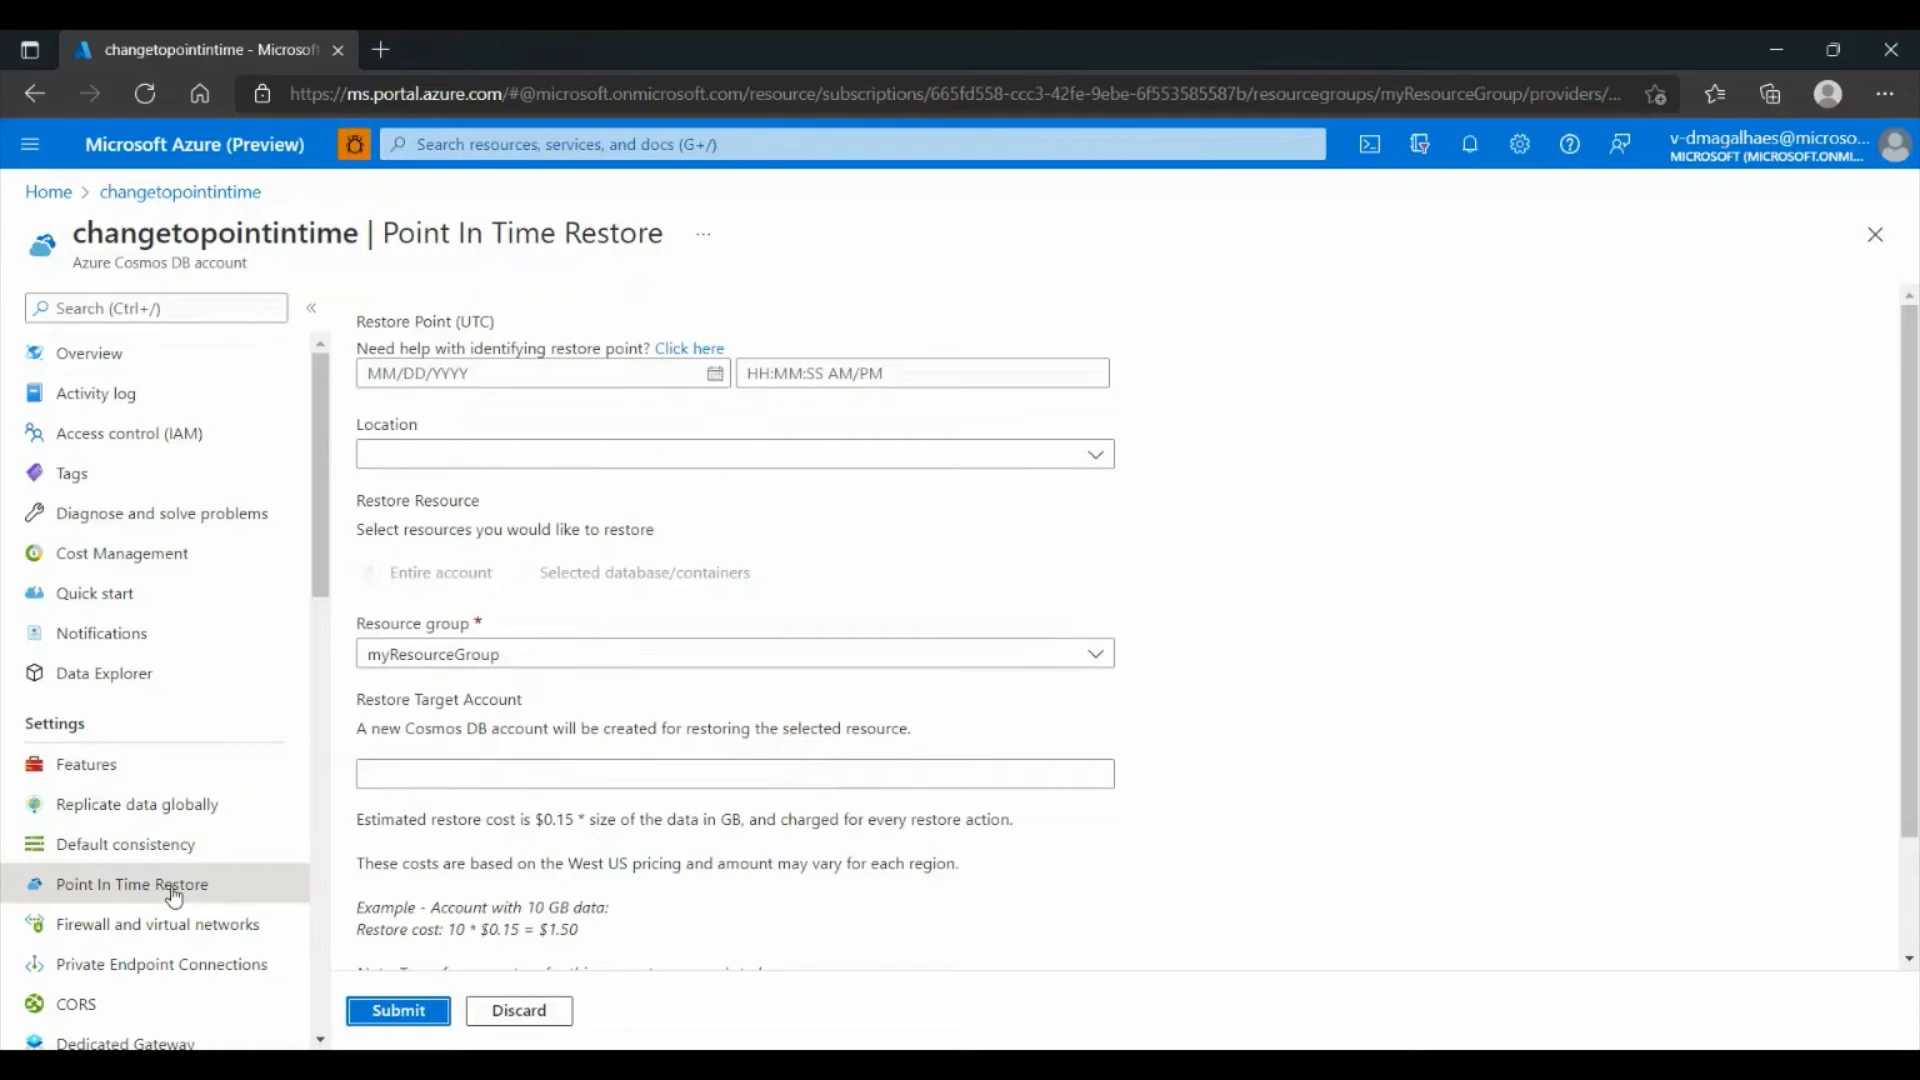 changetopointintime - Microsoft
https://ms.portal.azure.com/#@microsoft.onmicrosoft.com/resource/subscriptions/665fd558-ccc3-42fe-9ebe-6f553585587b/resourcegroups/myResourceGroup/providers/...
Microsoft Azure (Preview)
Search resources, services, and docs (G+/)
v-dmagalhaes@microso...
MICROSOFT (MICROSOFT.ONMI...
Home > changetopointintime
changetopointintime | Point In Time Restore ...
Azure Cosmos DB account
Search (Ctrl+/)
Overview
Activity log
Access control (IAM)
Tags
Diagnose and solve problems
Cost Management
Quick start
Notifications
Data Explorer
Settings
Features
Replicate data globally
Default consistency
Point In Time Restore
Firewall and virtual networks
Private Endpoint Connections
CORS
Dedicated Gateway
Restore Point (UTC)
Need help with identifying restore point? Click here
MM/DD/YYYY
HH:MM:SS AM/PM
Location
Restore Resource
Select resources you would like to restore
Entire account
Selected database/containers
Resource group *
myResourceGroup
Restore Target Account
A new Cosmos DB account will be created for restoring the selected resource.
Estimated restore cost is $0.15 * size of the data in GB, and charged for every restore action.
These costs are based on the West US pricing and amount may vary for each region.
Example - Account with 10 GB data:
Restore cost: 10 * $0.15 = $1.50
Submit
Discard